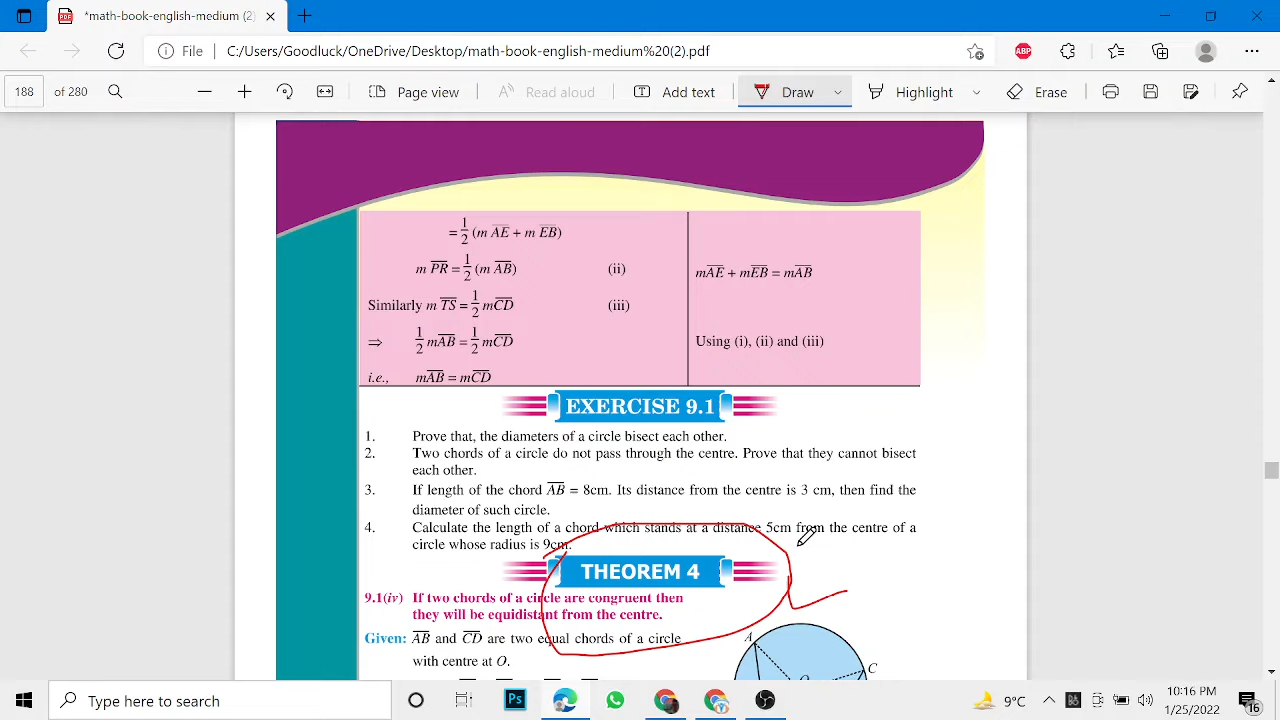 *math-book-english-medium (2)
File
C:/Users/Goodluck/OneDrive/Desktop/math-book-english-medium%20(2).pdf
ABP
188 of 280
Page view
Read aloud
Add text
Draw
Highlight
Erase
= 1/2 (m AE + m EB)
m PR = 1/2 (m AB) (ii)
mAE + mEB = mAB
Similarly m TS = 1/2 mCD (iii)
⇒ 1/2 mAB = 1/2 mCD
Using (i), (ii) and (iii)
i.e., mAB = mCD
EXERCISE 9.1
1. Prove that, the diameters of a circle bisect each other.
2. Two chords of a circle do not pass through the centre. Prove that they cannot bisect
each other.
3. If length of the chord AB = 8cm. Its distance from the centre is 3 cm, then find the
diameter of such circle.
4. Calculate the length of a chord which stands at a distance 5cm from the centre of a
circle whose radius is 9cm.
THEOREM 4
9.1(iv) If two chords of a circle are congruent then
they will be equidistant from the centre.
Given: AB and CD are two equal chords of a circle
with centre at O.
A
C
Type here to search
Ps
9°C
10:16 PM
1/25/2022
16